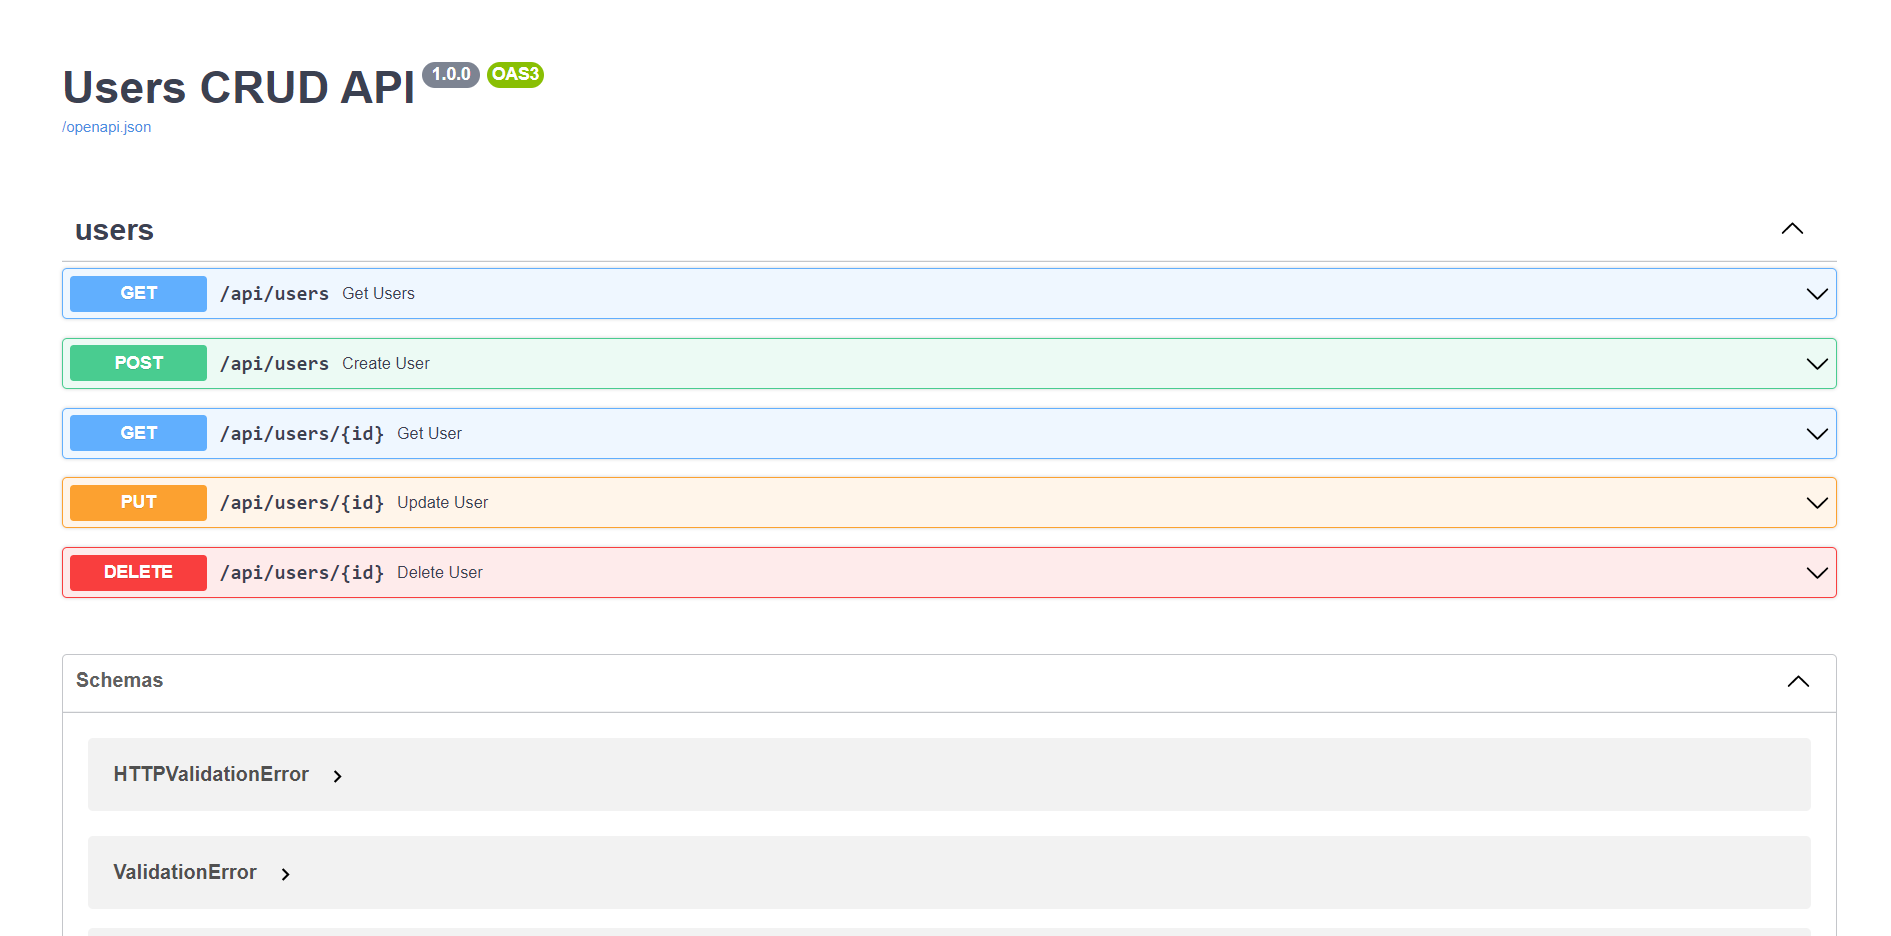 Users CRUD API 1.0.0 OAS3
/openapi.json
users
GET /api/users Get Users
POST /api/users Create User
GET /api/users/{id} Get User
PUT /api/users/{id} Update User
DELETE /api/users/{id} Delete User
Schemas
HTTPValidationError
ValidationError